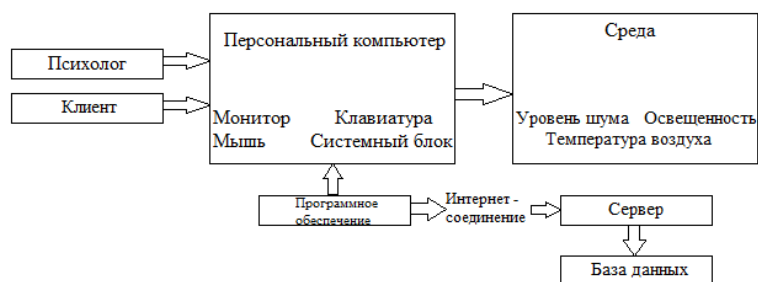 Персональный компьютер
Среда
Психолог
Клиент
Монитор Клавиатура
Мышь Системный блок
Уровень шума Освещенность
Температура воздуха
Программное
обеспечение
Интернет -
соединение
Сервер
База данных